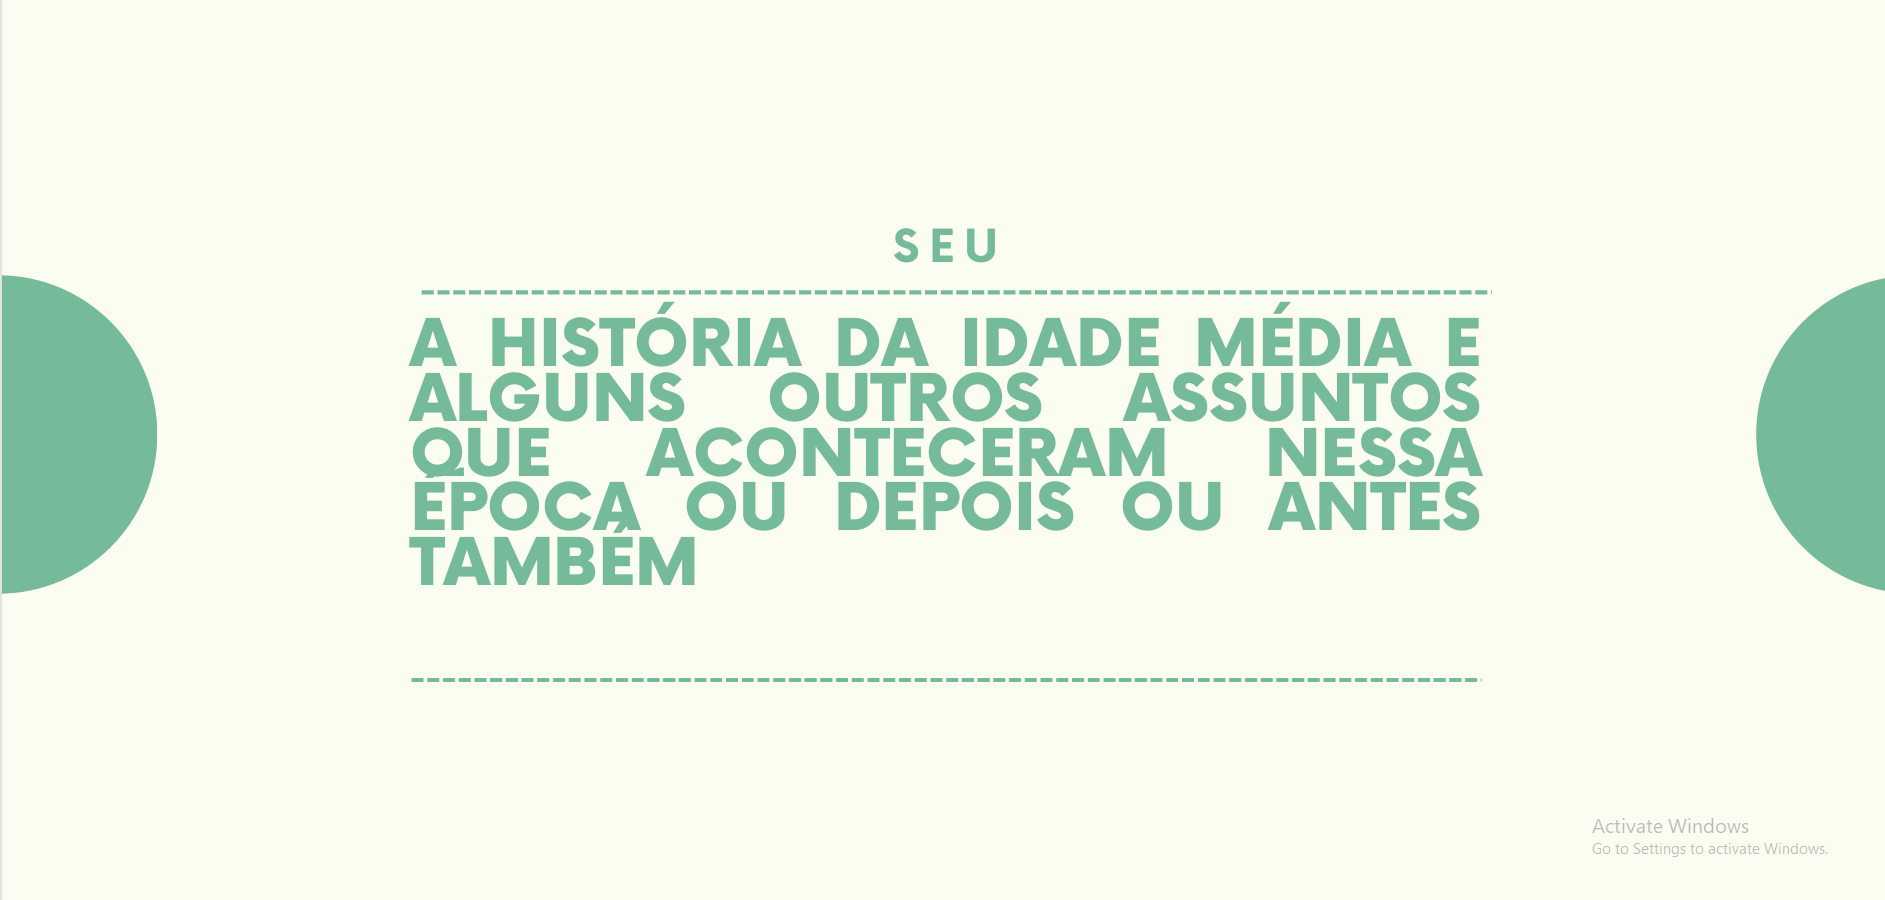 SEU
A HISTÓRIA DA IDADE MÉDIA E
ALGUNS OUTROS ASSUNTOS
QUE ACONTECERAM NESSA
ÉPOCA OU DEPOIS OU ANTES
TAMBÉM
Activate Windows
Go to Settings to activate Windows.